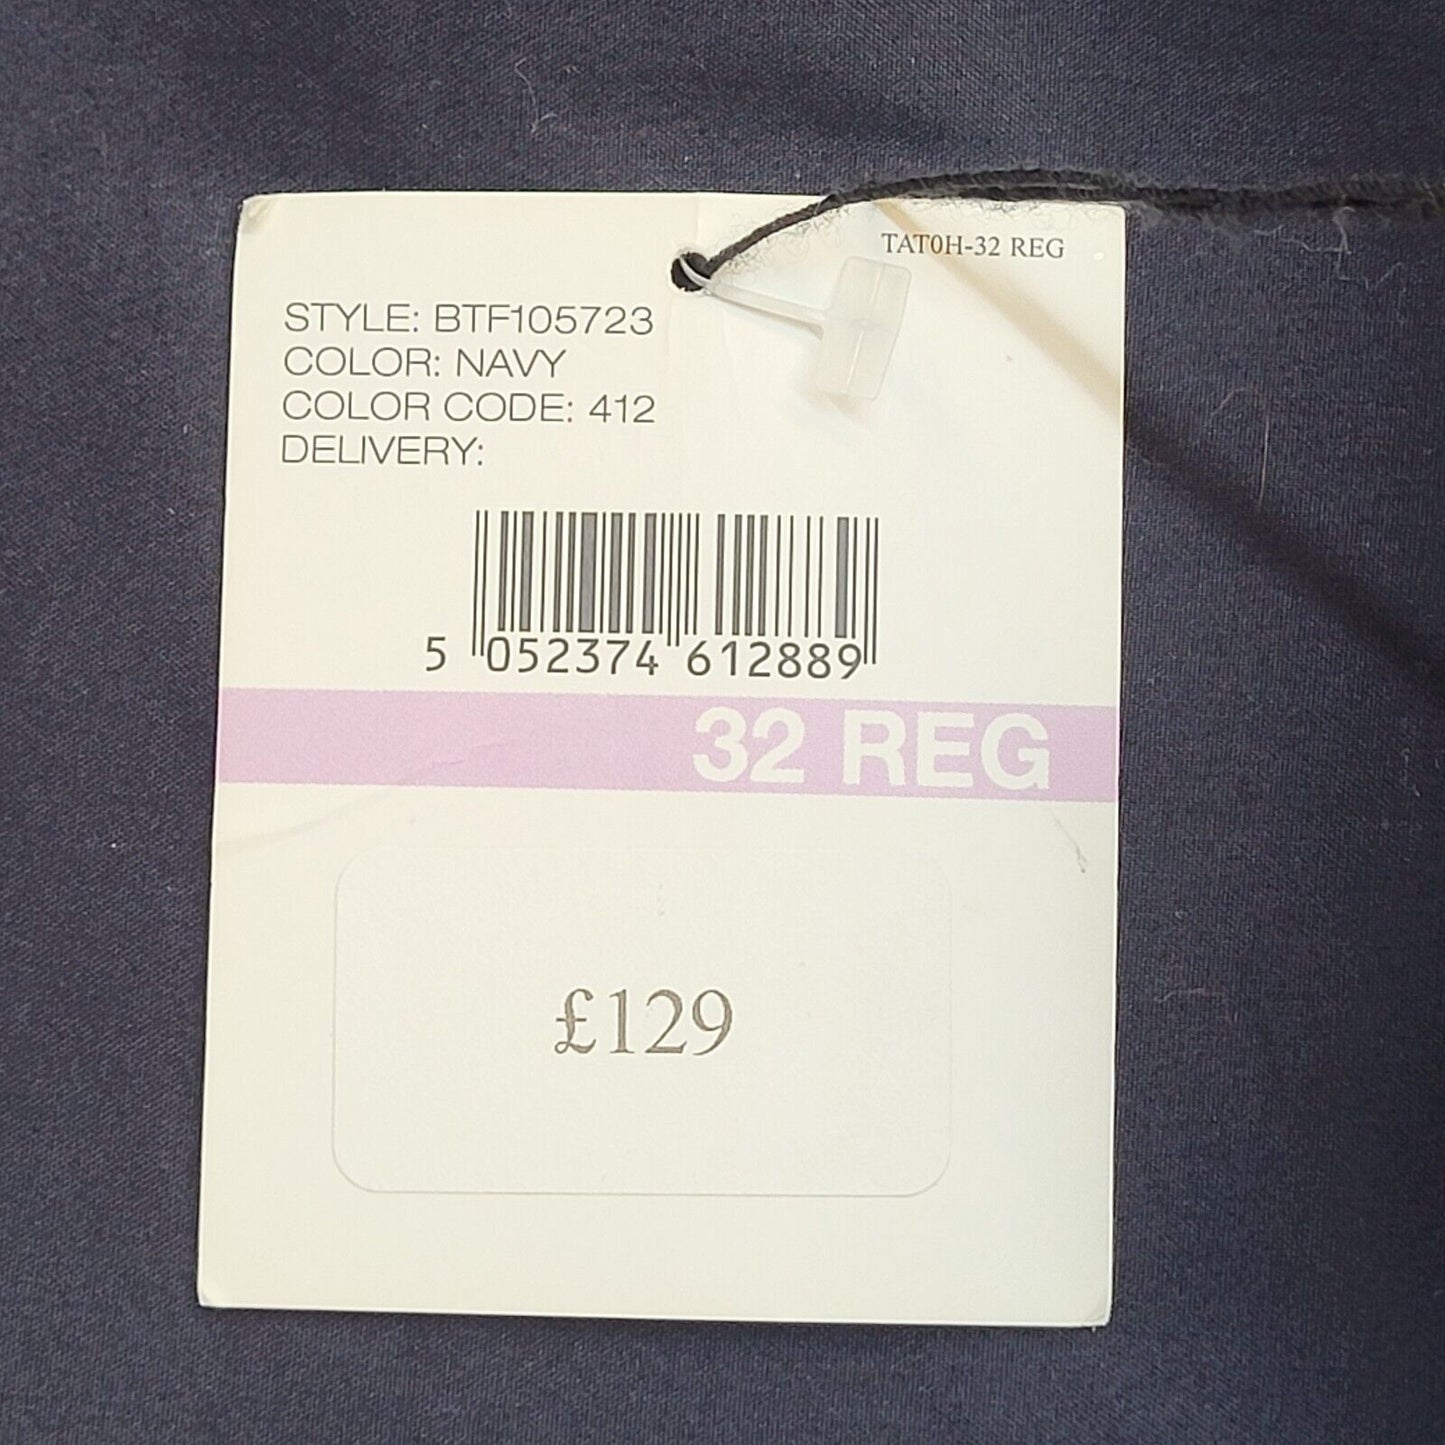 TAT0H-32 REG
STYLE: BTF105723
COLOR: NAVY
COLOR CODE: 412
DELIVERY:
5 052374 612889
32 REG
£129